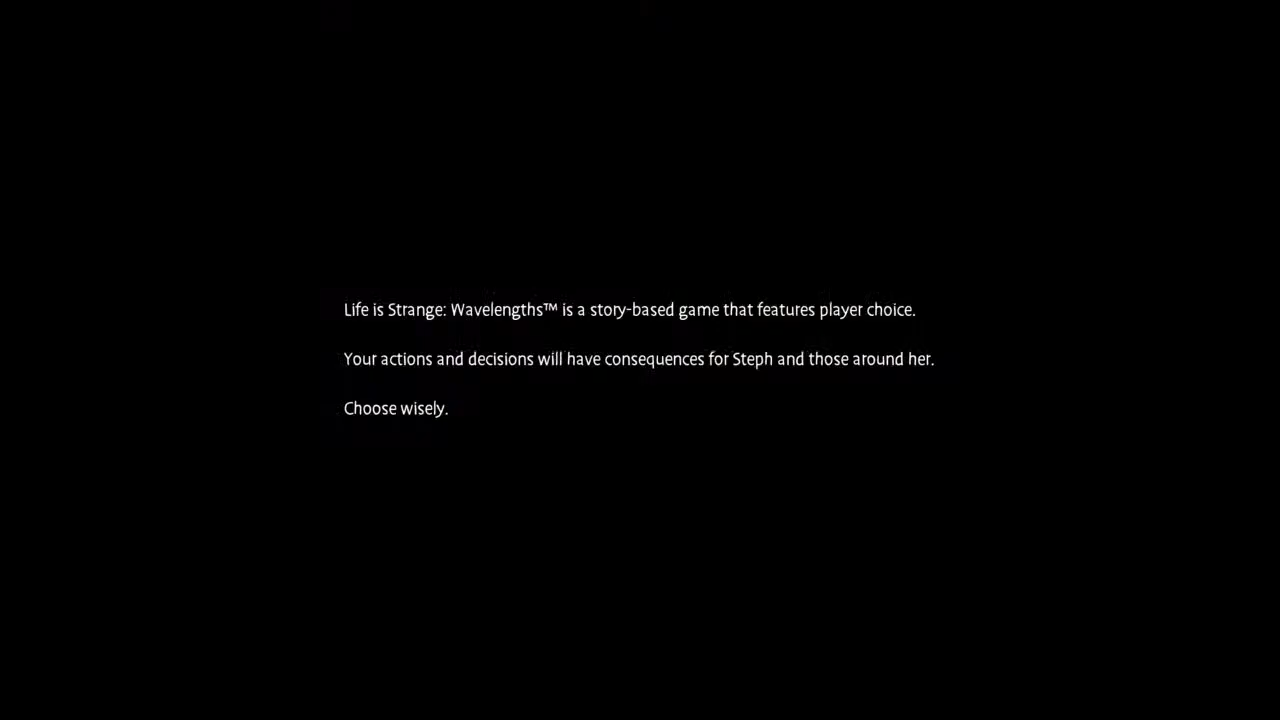 Life is Strange: Wavelengths™ is a story-based game that features player choice.
Your actions and decisions will have consequences for Steph and those around her.
Choose wisely.